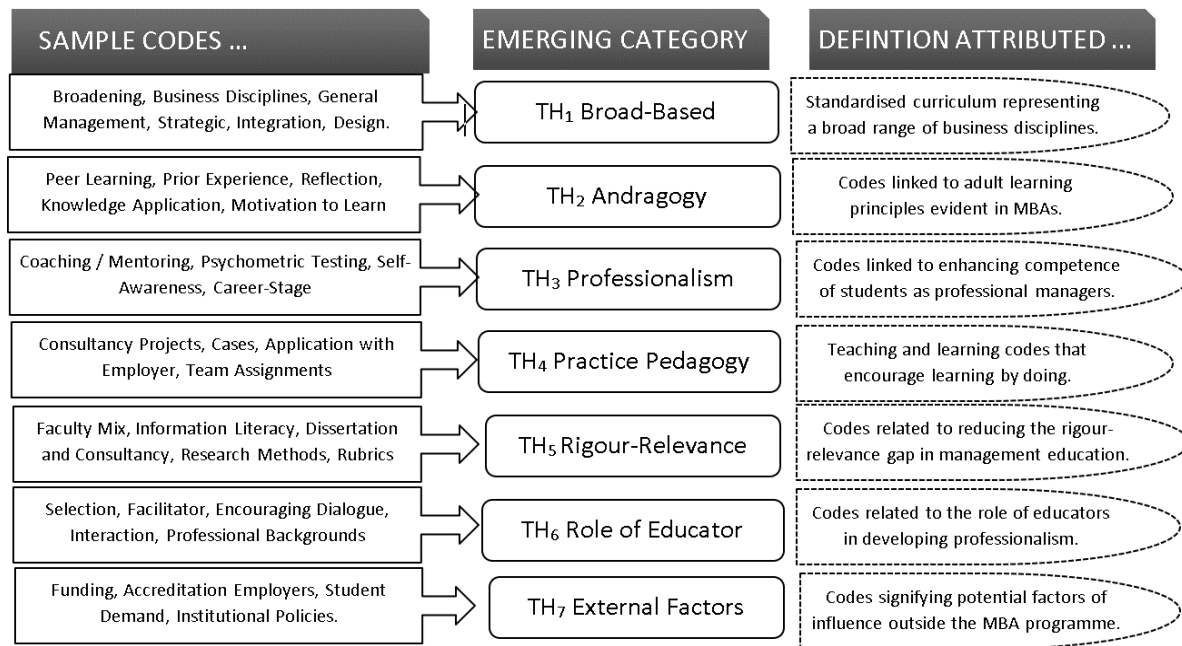 SAMPLE CODES ...
EMERGING CATEGORY
DEFINTION ATTRIBUTED ...
Broadening, Business Disciplines, General
Management, Strategic, Integration, Design.
TH₁ Broad-Based
Standardised curriculum representing
a broad range of business disciplines.
Peer Learning, Prior Experience, Reflection,
Knowledge Application, Motivation to Learn
TH₂ Andragogy
Codes linked to adult learning
principles evident in MBAs.
Coaching / Mentoring, Psychometric Testing, Self-
Awareness, Career-Stage
TH₃ Professionalism
Codes linked to enhancing competence
of students as professional managers.
Consultancy Projects, Cases, Application with
Employer, Team Assignments
TH₄ Practice Pedagogy
Teaching and learning codes that
encourage learning by doing.
Faculty Mix, Information Literacy, Dissertation
and Consultancy, Research Methods, Rubrics
TH₅ Rigour-Relevance
Codes related to reducing the rigour-
relevance gap in management education.
Selection, Facilitator, Encouraging Dialogue,
Interaction, Professional Backgrounds
TH₆ Role of Educator
Codes related to the role of educators
in developing professionalism.
Funding, Accreditation Employers, Student
Demand, Institutional Policies.
TH₇ External Factors
Codes signifying potential factors of
influence outside the MBA programme.